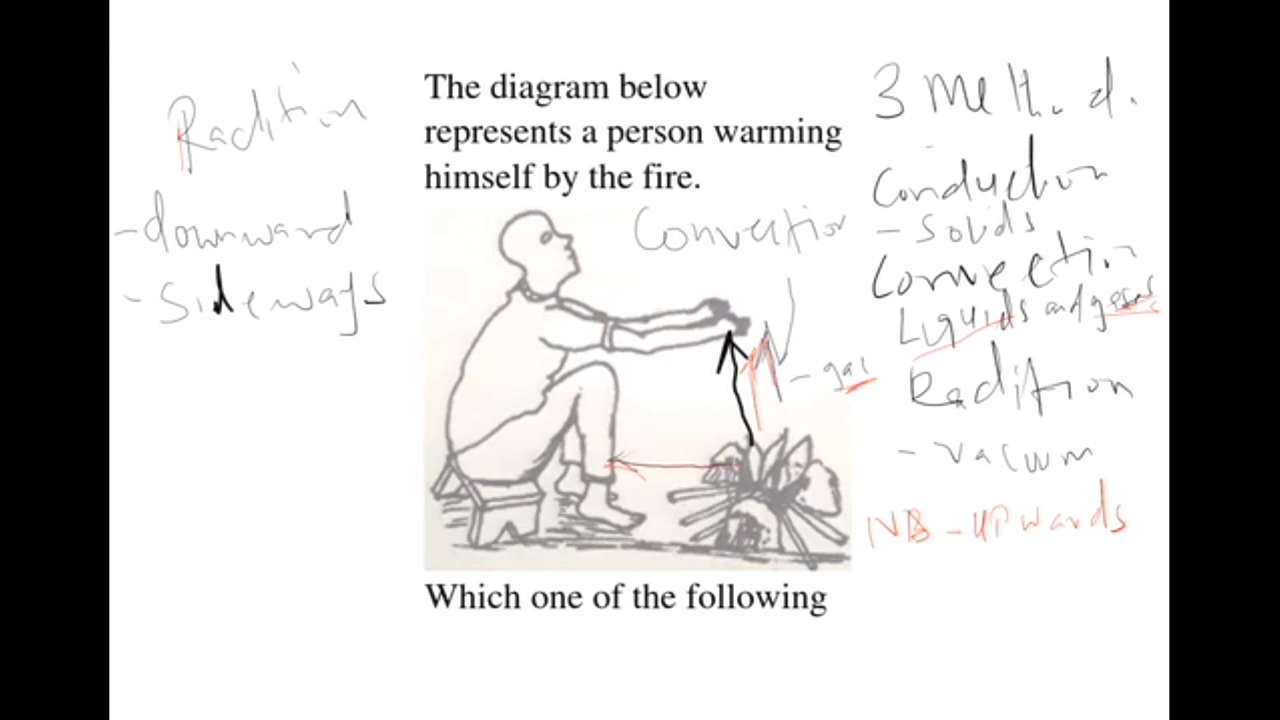 Radition
- downward
- Sideways
The diagram below
represents a person warming
himself by the fire.
Convection
- gas
Which one of the following
3 Method.
Conduction
- Solids
Convection
Liquids and gases
Radition
- Vacuum
NB - UPwards